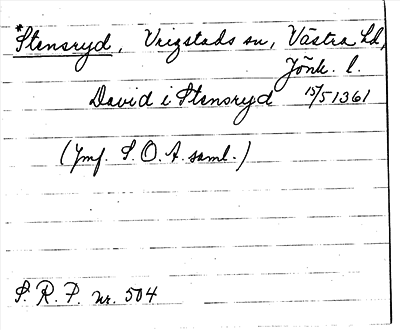 *Stensryd, Vrigstads sn, Västra hd,
Jönk. l.
David i Stensryd 15/5 1361
(Jmf. S.O.A. saml.)
S.R.P. nr. 504